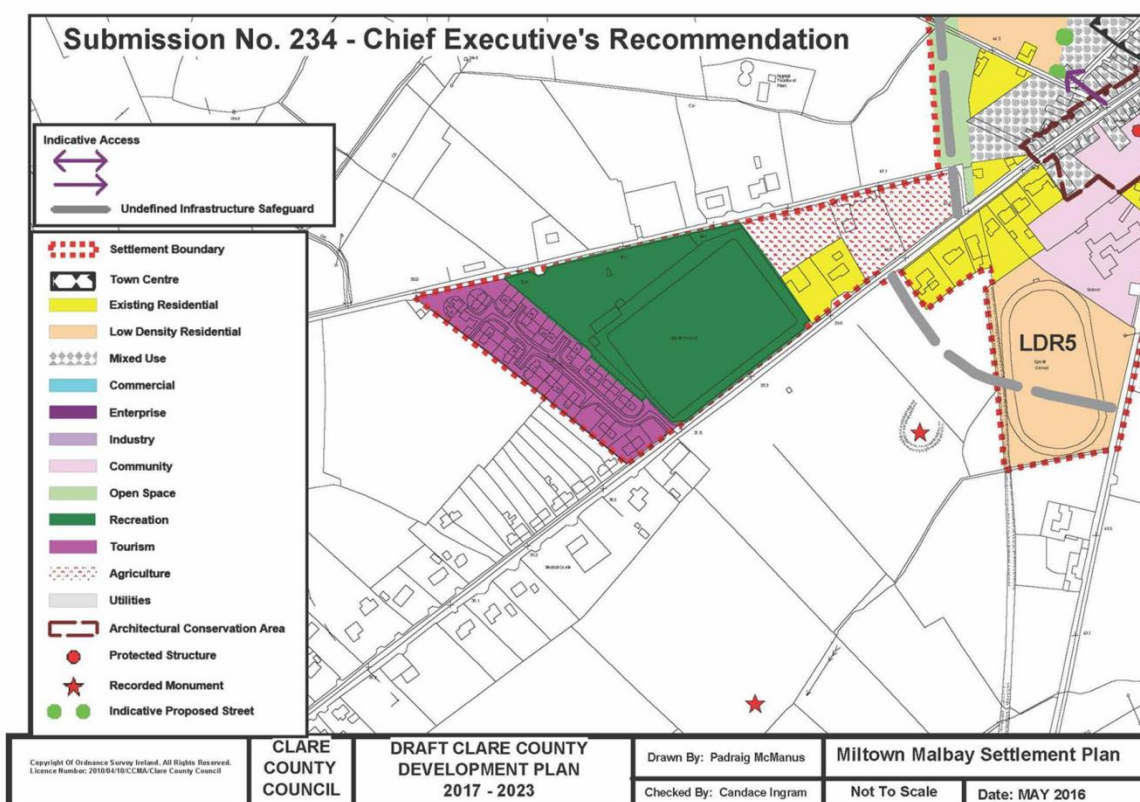 Submission No. 234 - Chief Executive's Recommendation
Indicative Access
Undefined Infrastructure Safeguard
Settlement Boundary
Town Centre
Existing Residential
Low Density Residential
Mixed Use
Commercial
Enterprise
Industry
Community
Open Space
Recreation
Tourism
Agriculture
Utilities
Architectural Conservation Area
Protected Structure
Recorded Monument
Indicative Proposed Street
LDR5
Copyright Of Ordnance Survey Ireland. All Rights Reserved.
Licence Number: 2010/04/10/CCMA/Clare County Council
CLARE
COUNTY
COUNCIL
DRAFT CLARE COUNTY
DEVELOPMENT PLAN
2017 - 2023
Drawn By: Padraig McManus
Checked By: Candace Ingram
Miltown Malbay Settlement Plan
Not To Scale
Date: MAY 2016